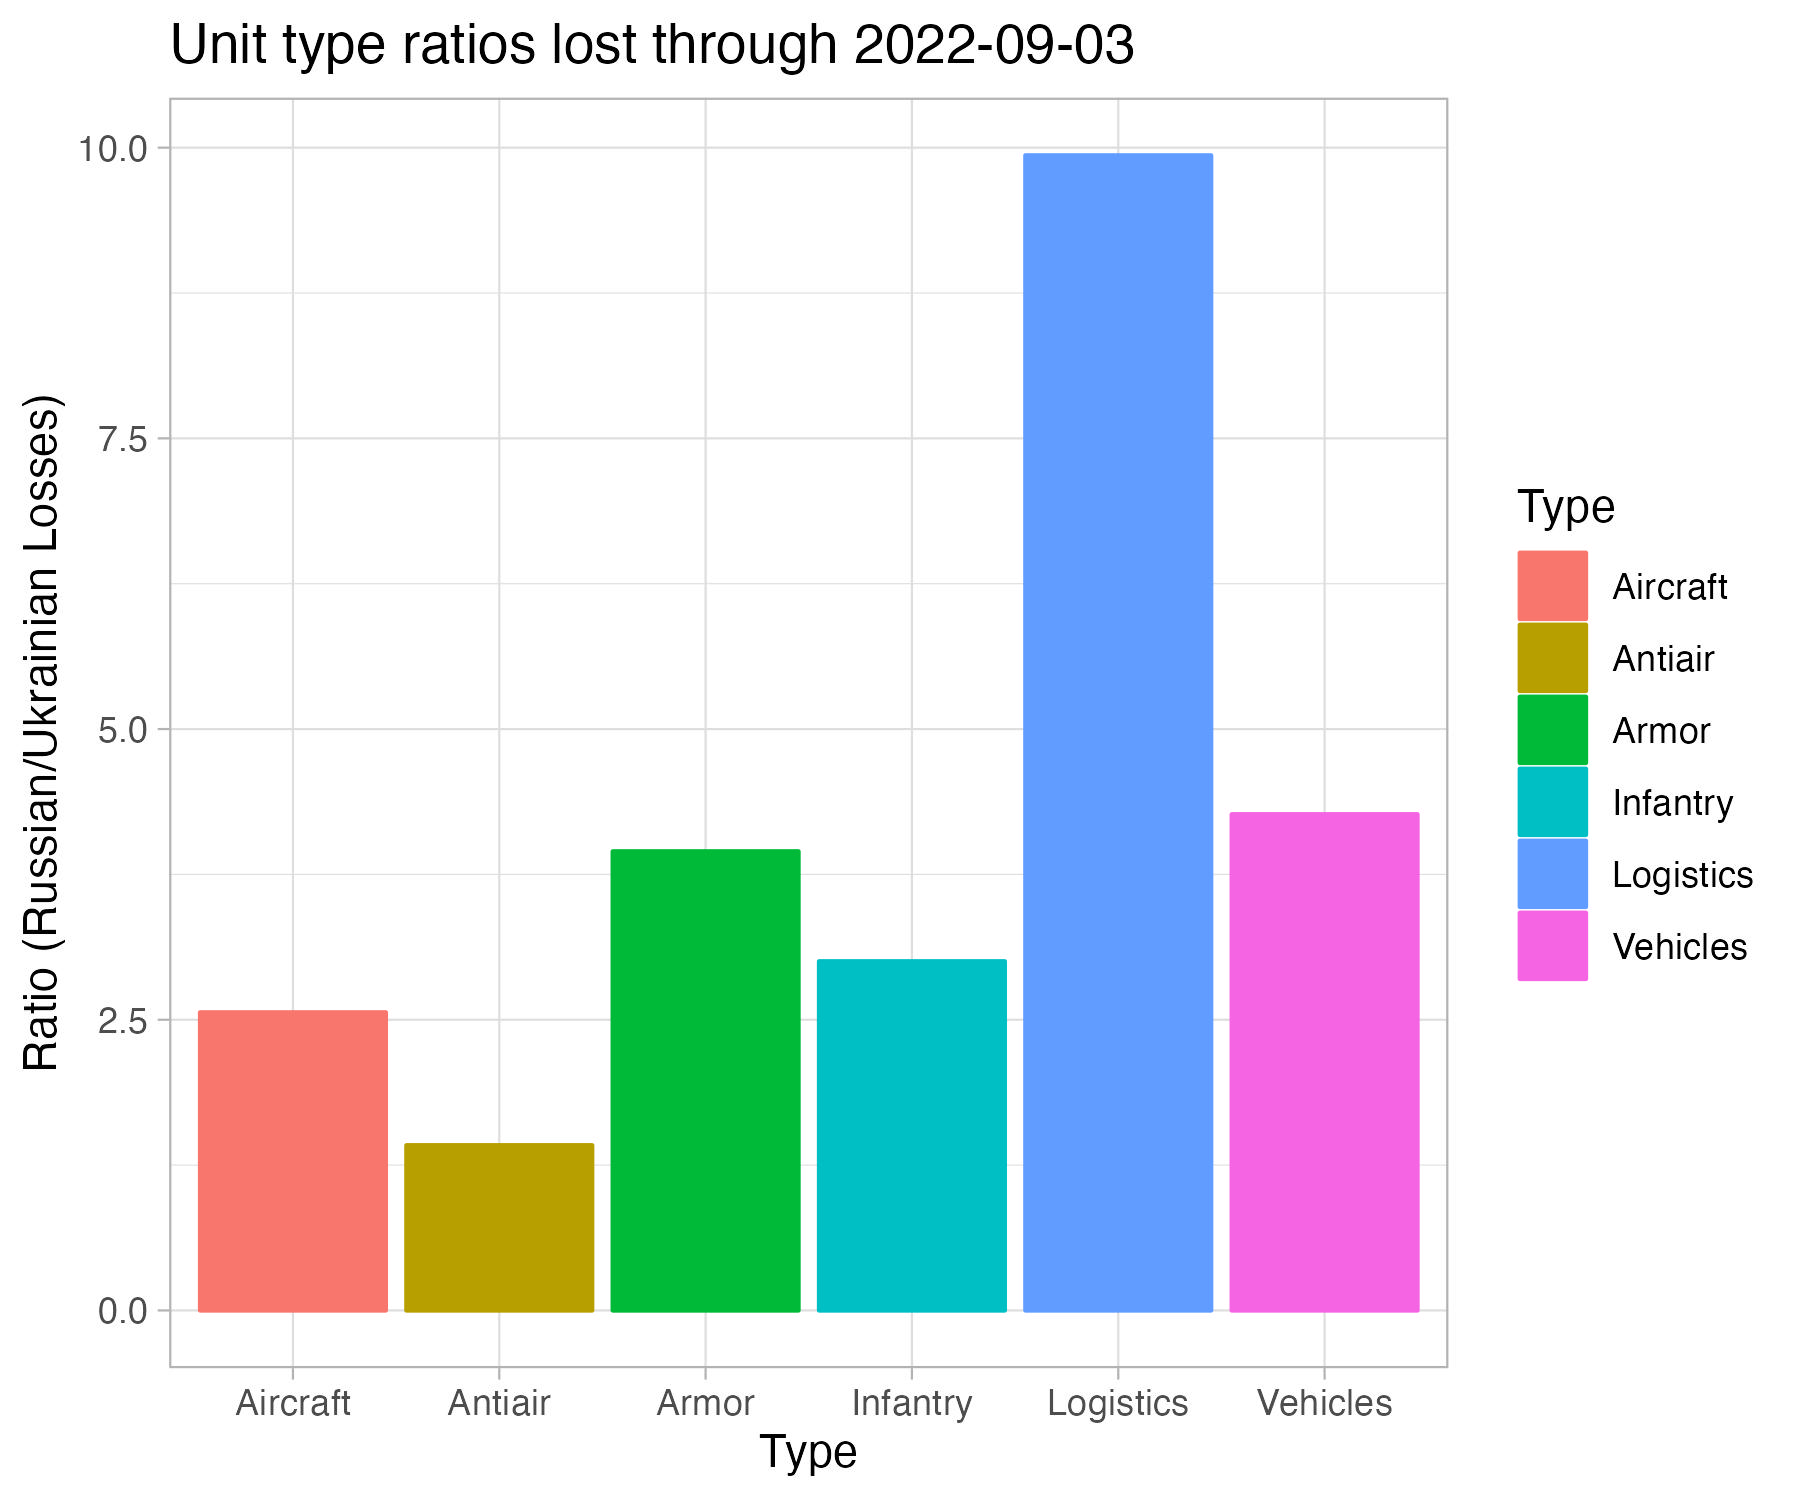 Unit type ratios lost through 2022-09-03
Ratio (Russian/Ukrainian Losses)
10.0
7.5
5.0
2.5
0.0
Aircraft
Antiair
Armor
Infantry
Logistics
Vehicles
Type
Type
Aircraft
Antiair
Armor
Infantry
Logistics
Vehicles